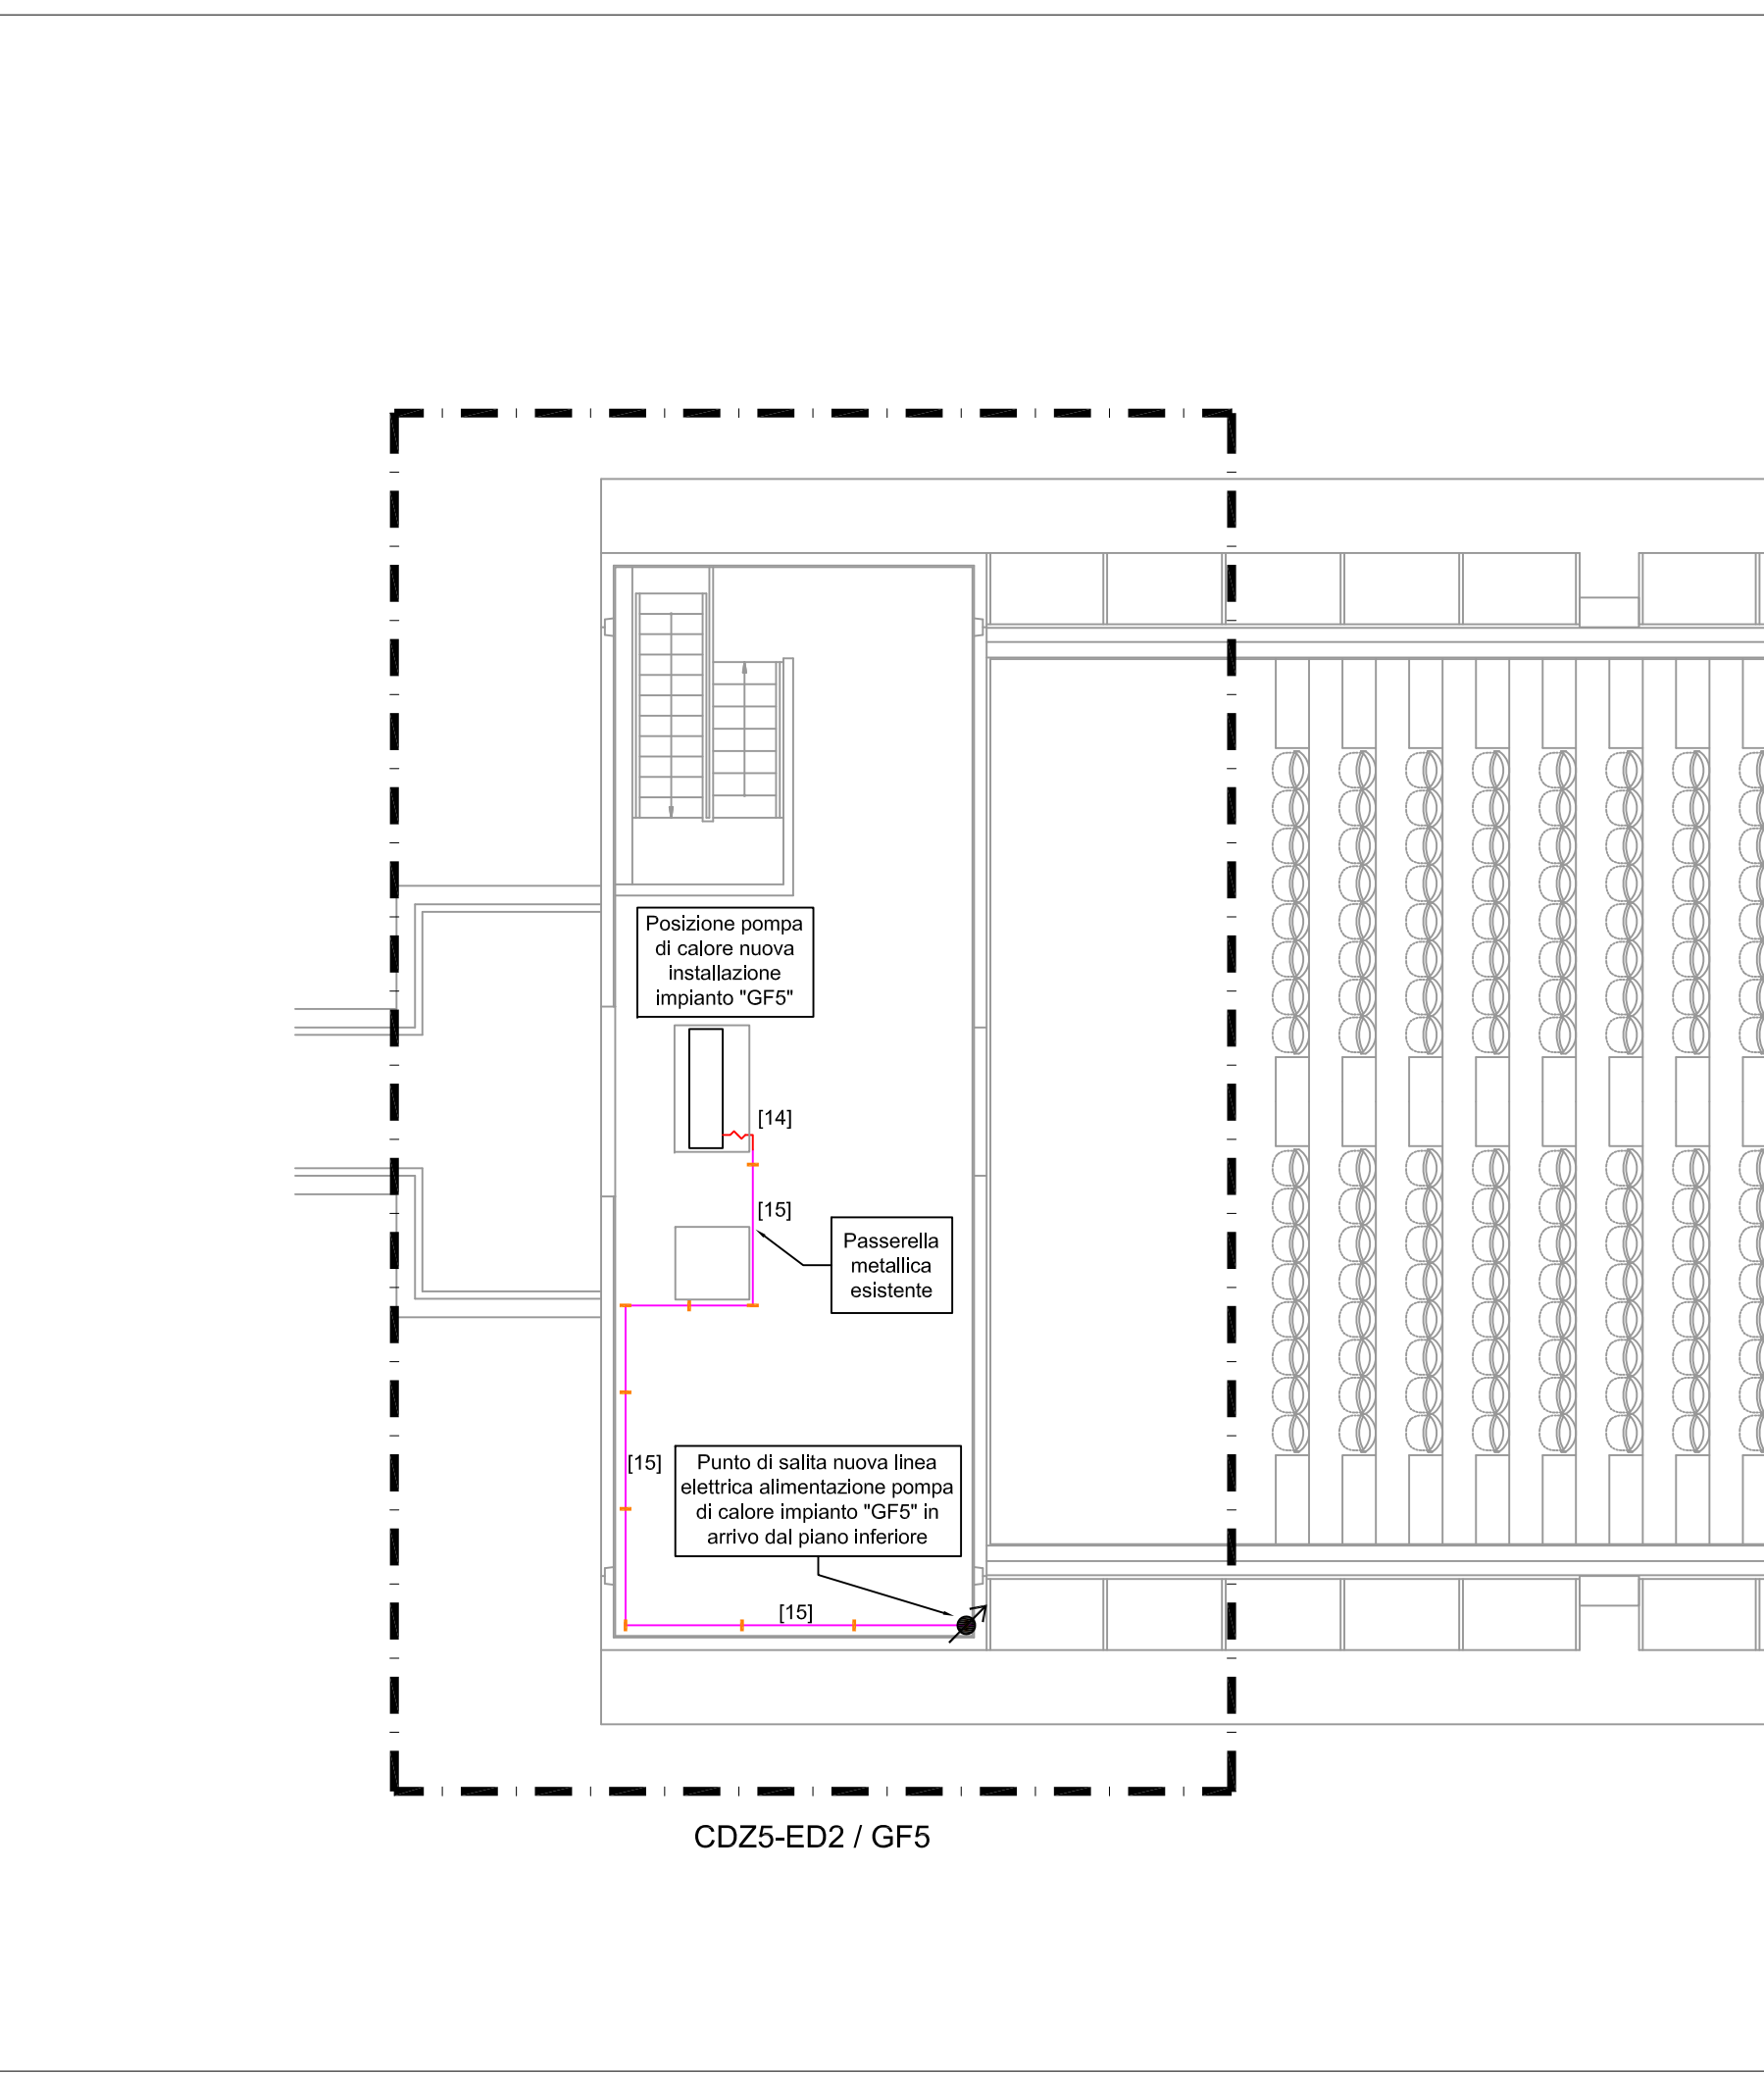 Posizione pompa
di calore nuova
installazione
impianto "GF5"
[14]
[15]
Passerella
metallica
esistente
[15]
Punto di salita nuova linea
elettrica alimentazione pompa
di calore impianto "GF5" in
arrivo dal piano inferiore
[15]
CDZ5-ED2 / GF5